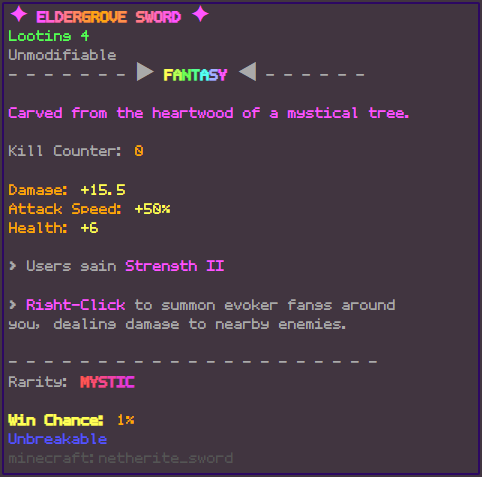 ✦ ELDERGROVE SWORD ✦
Looting 4
Unmodifiable
- - - - - - - ▶ FANTASY ◀ - - - - - -
Carved from the heartwood of a mystical tree.
Kill Counter: 0
Damage: +15.5
Attack Speed: +50%
Health: +6
› Users gain Strength II
› Right-Click to summon evoker fangs around
you, dealing damage to nearby enemies.
- - - - - - - - - - - - - - - - - - - - -
Rarity: MYSTIC
Win Chance: 1%
Unbreakable
minecraft:netherite_sword